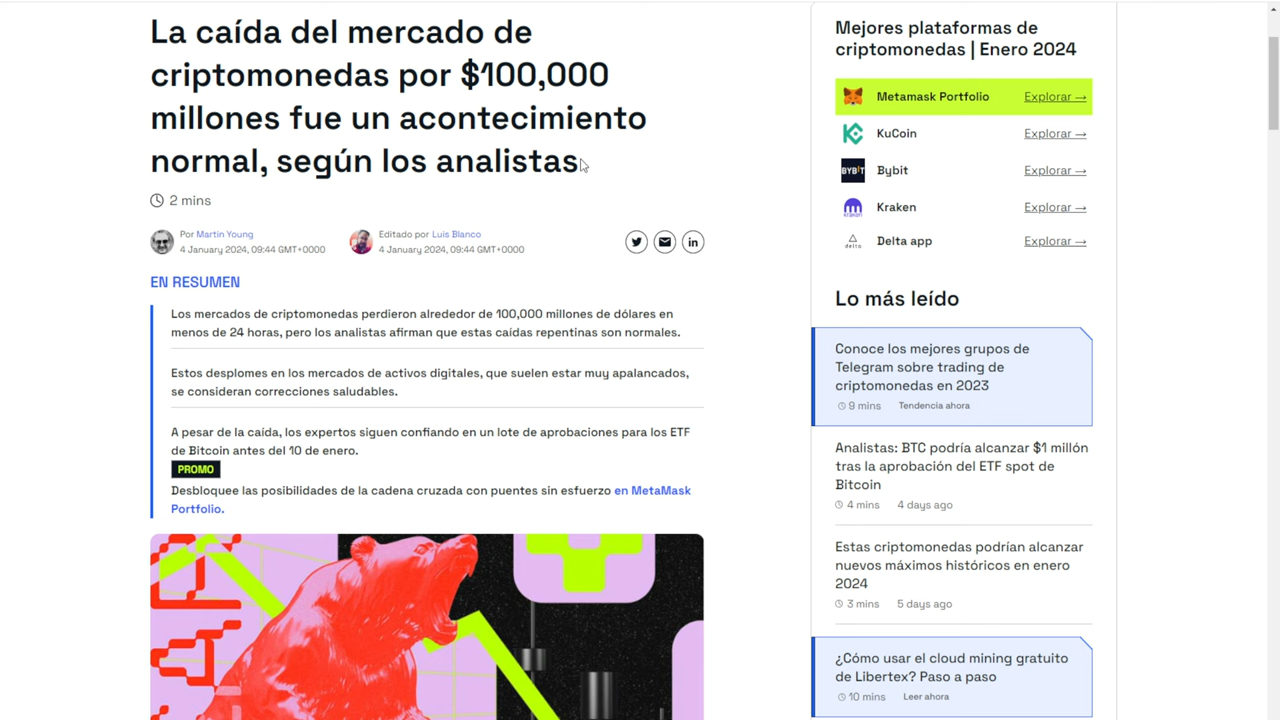 La caída del mercado de
criptomonedas por $100,000
millones fue un acontecimiento
normal, según los analistas
2 mins
Por Martin Young
4 January 2024, 09:44 GMT+0000
Editado por Luis Blanco
4 January 2024, 09:44 GMT+0000
EN RESUMEN
Los mercados de criptomonedas perdieron alrededor de 100,000 millones de dólares en
menos de 24 horas, pero los analistas afirman que estas caídas repentinas son normales.
Estos desplomes en los mercados de activos digitales, que suelen estar muy apalancados,
se consideran correcciones saludables.
A pesar de la caída, los expertos siguen confiando en un lote de aprobaciones para los ETF
de Bitcoin antes del 10 de enero.
PROMO
Desbloquee las posibilidades de la cadena cruzada con puentes sin esfuerzo en MetaMask
Portfolio.
Mejores plataformas de
criptomonedas | Enero 2024
Metamask Portfolio Explorar →
KuCoin Explorar →
BYBIT Bybit Explorar →
kraken Kraken Explorar →
delta Delta app Explorar →
Lo más leído
Conoce los mejores grupos de
Telegram sobre trading de
criptomonedas en 2023
9 mins Tendencia ahora
Analistas: BTC podría alcanzar $1 millón
tras la aprobación del ETF spot de
Bitcoin
4 mins 4 days ago
Estas criptomonedas podrían alcanzar
nuevos máximos históricos en enero
2024
3 mins 5 days ago
¿Cómo usar el cloud mining gratuito
de Libertex? Paso a paso
10 mins Leer ahora